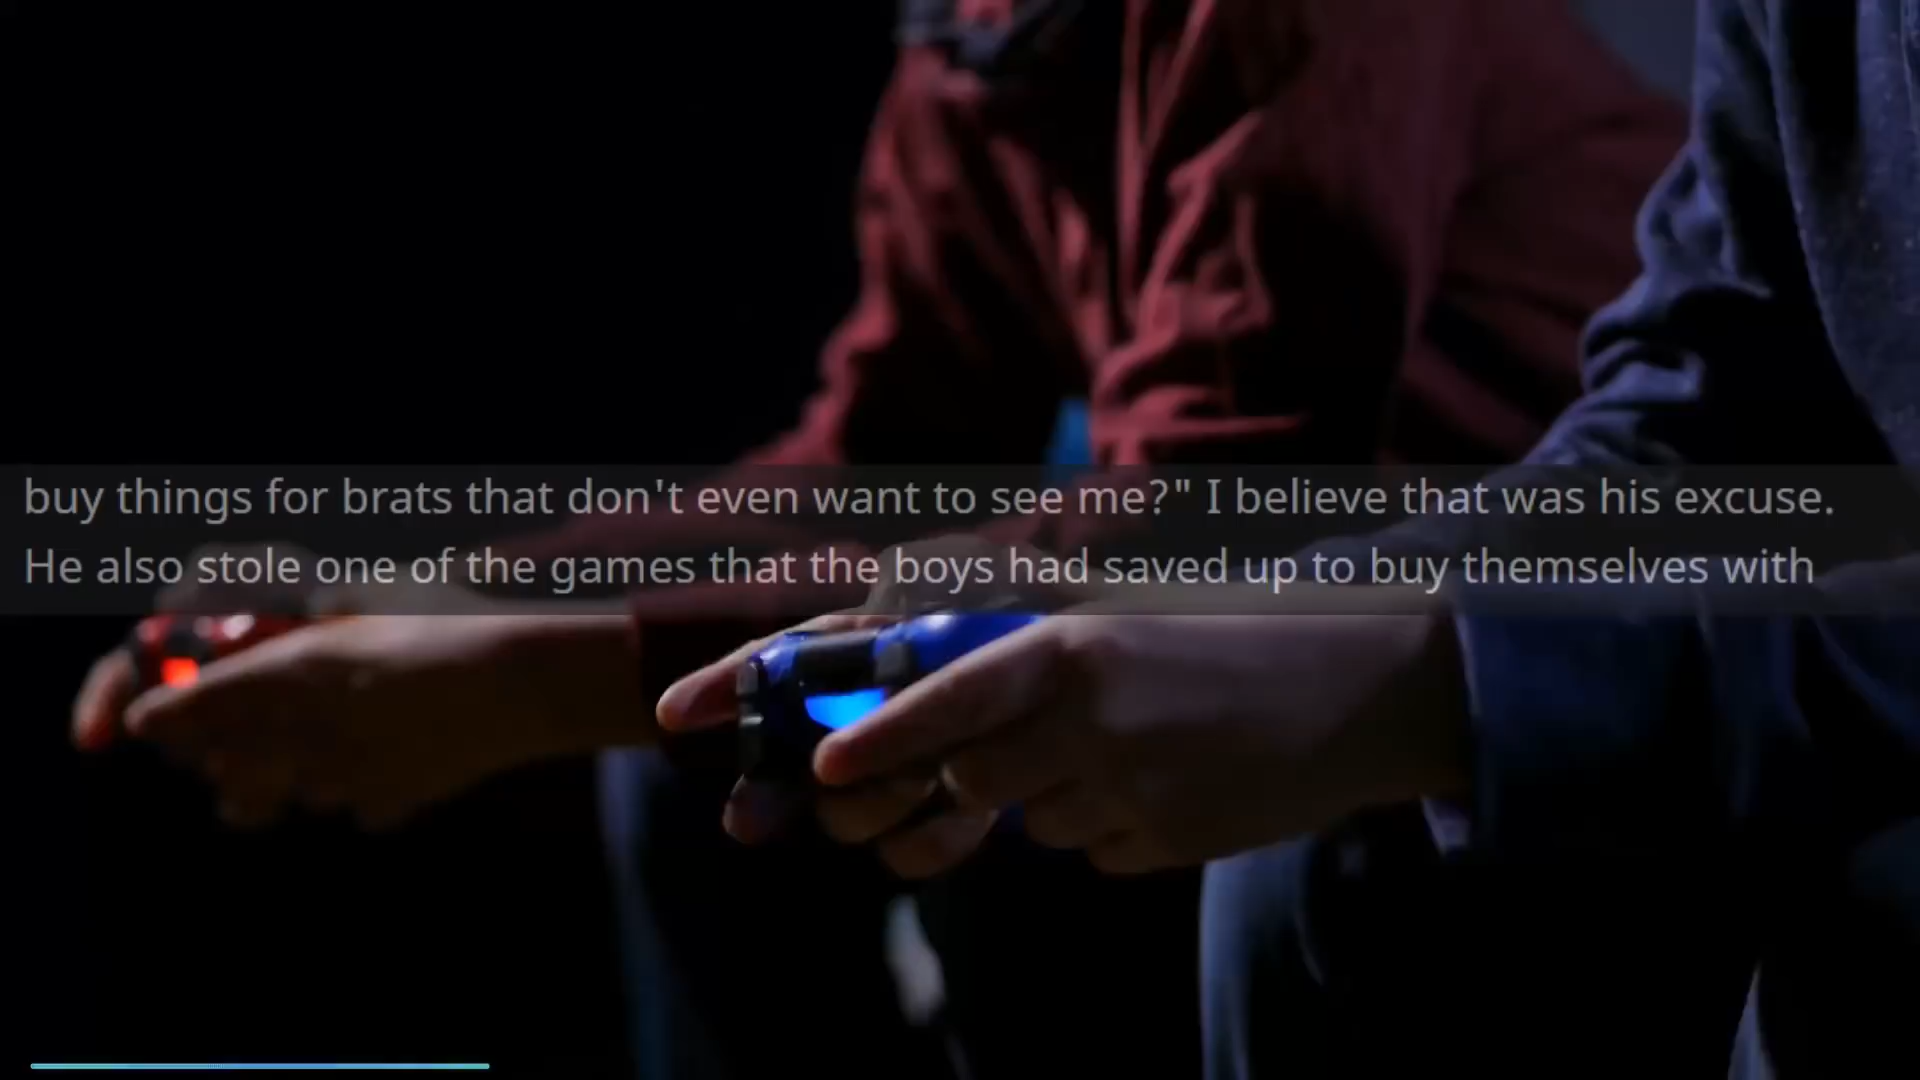 buy things for brats that don't even want to see me?" I believe that was his excuse.
He also stole one of the games that the boys had saved up to buy themselves with